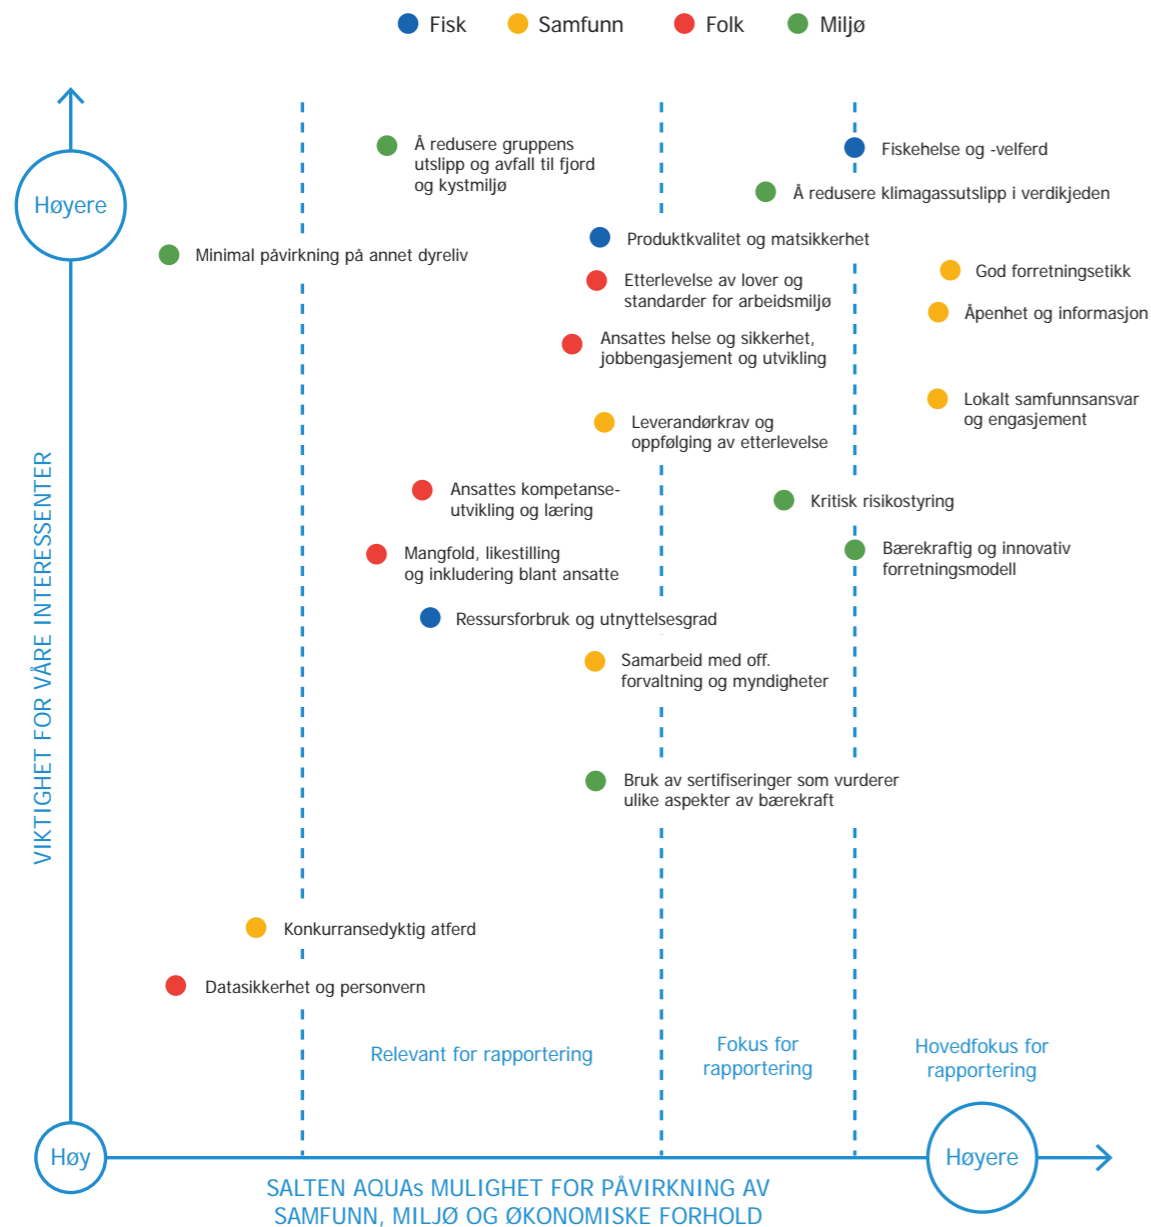 Fisk
Samfunn
Folk
Miljø
Høyere
Å redusere gruppens
utslipp og avfall til fjord
og kystmiljø
Fiskehelse og -velferd
Å redusere klimagassutslipp i verdikjeden
Minimal påvirkning på annet dyreliv
Produktkvalitet og matsikkerhet
Etterlevelse av lover og
standarder for arbeidsmiljø
God forretningsetikk
Åpenhet og informasjon
Ansattes helse og sikkerhet,
jobbengasjement og utvikling
Lokalt samfunnsansvar
og engasjement
Leverandørkrav og
oppfølging av etterlevelse
Ansattes kompetanse-
utvikling og læring
Kritisk risikostyring
Mangfold, likestilling
og inkludering blant ansatte
Bærekraftig og innovativ
forretningsmodell
Ressursforbruk og utnyttelsesgrad
Samarbeid med off.
forvaltning og myndigheter
Bruk av sertifiseringer som vurderer
ulike aspekter av bærekraft
Konkurransedyktig atferd
Datasikkerhet og personvern
VIKTIGHET FOR VÅRE INTERESSENTER
Relevant for rapportering
Fokus for
rapportering
Hovedfokus for
rapportering
Høy
Høyere
SALTEN AQUAs MULIGHET FOR PÅVIRKNING AV
SAMFUNN, MILJØ OG ØKONOMISKE FORHOLD